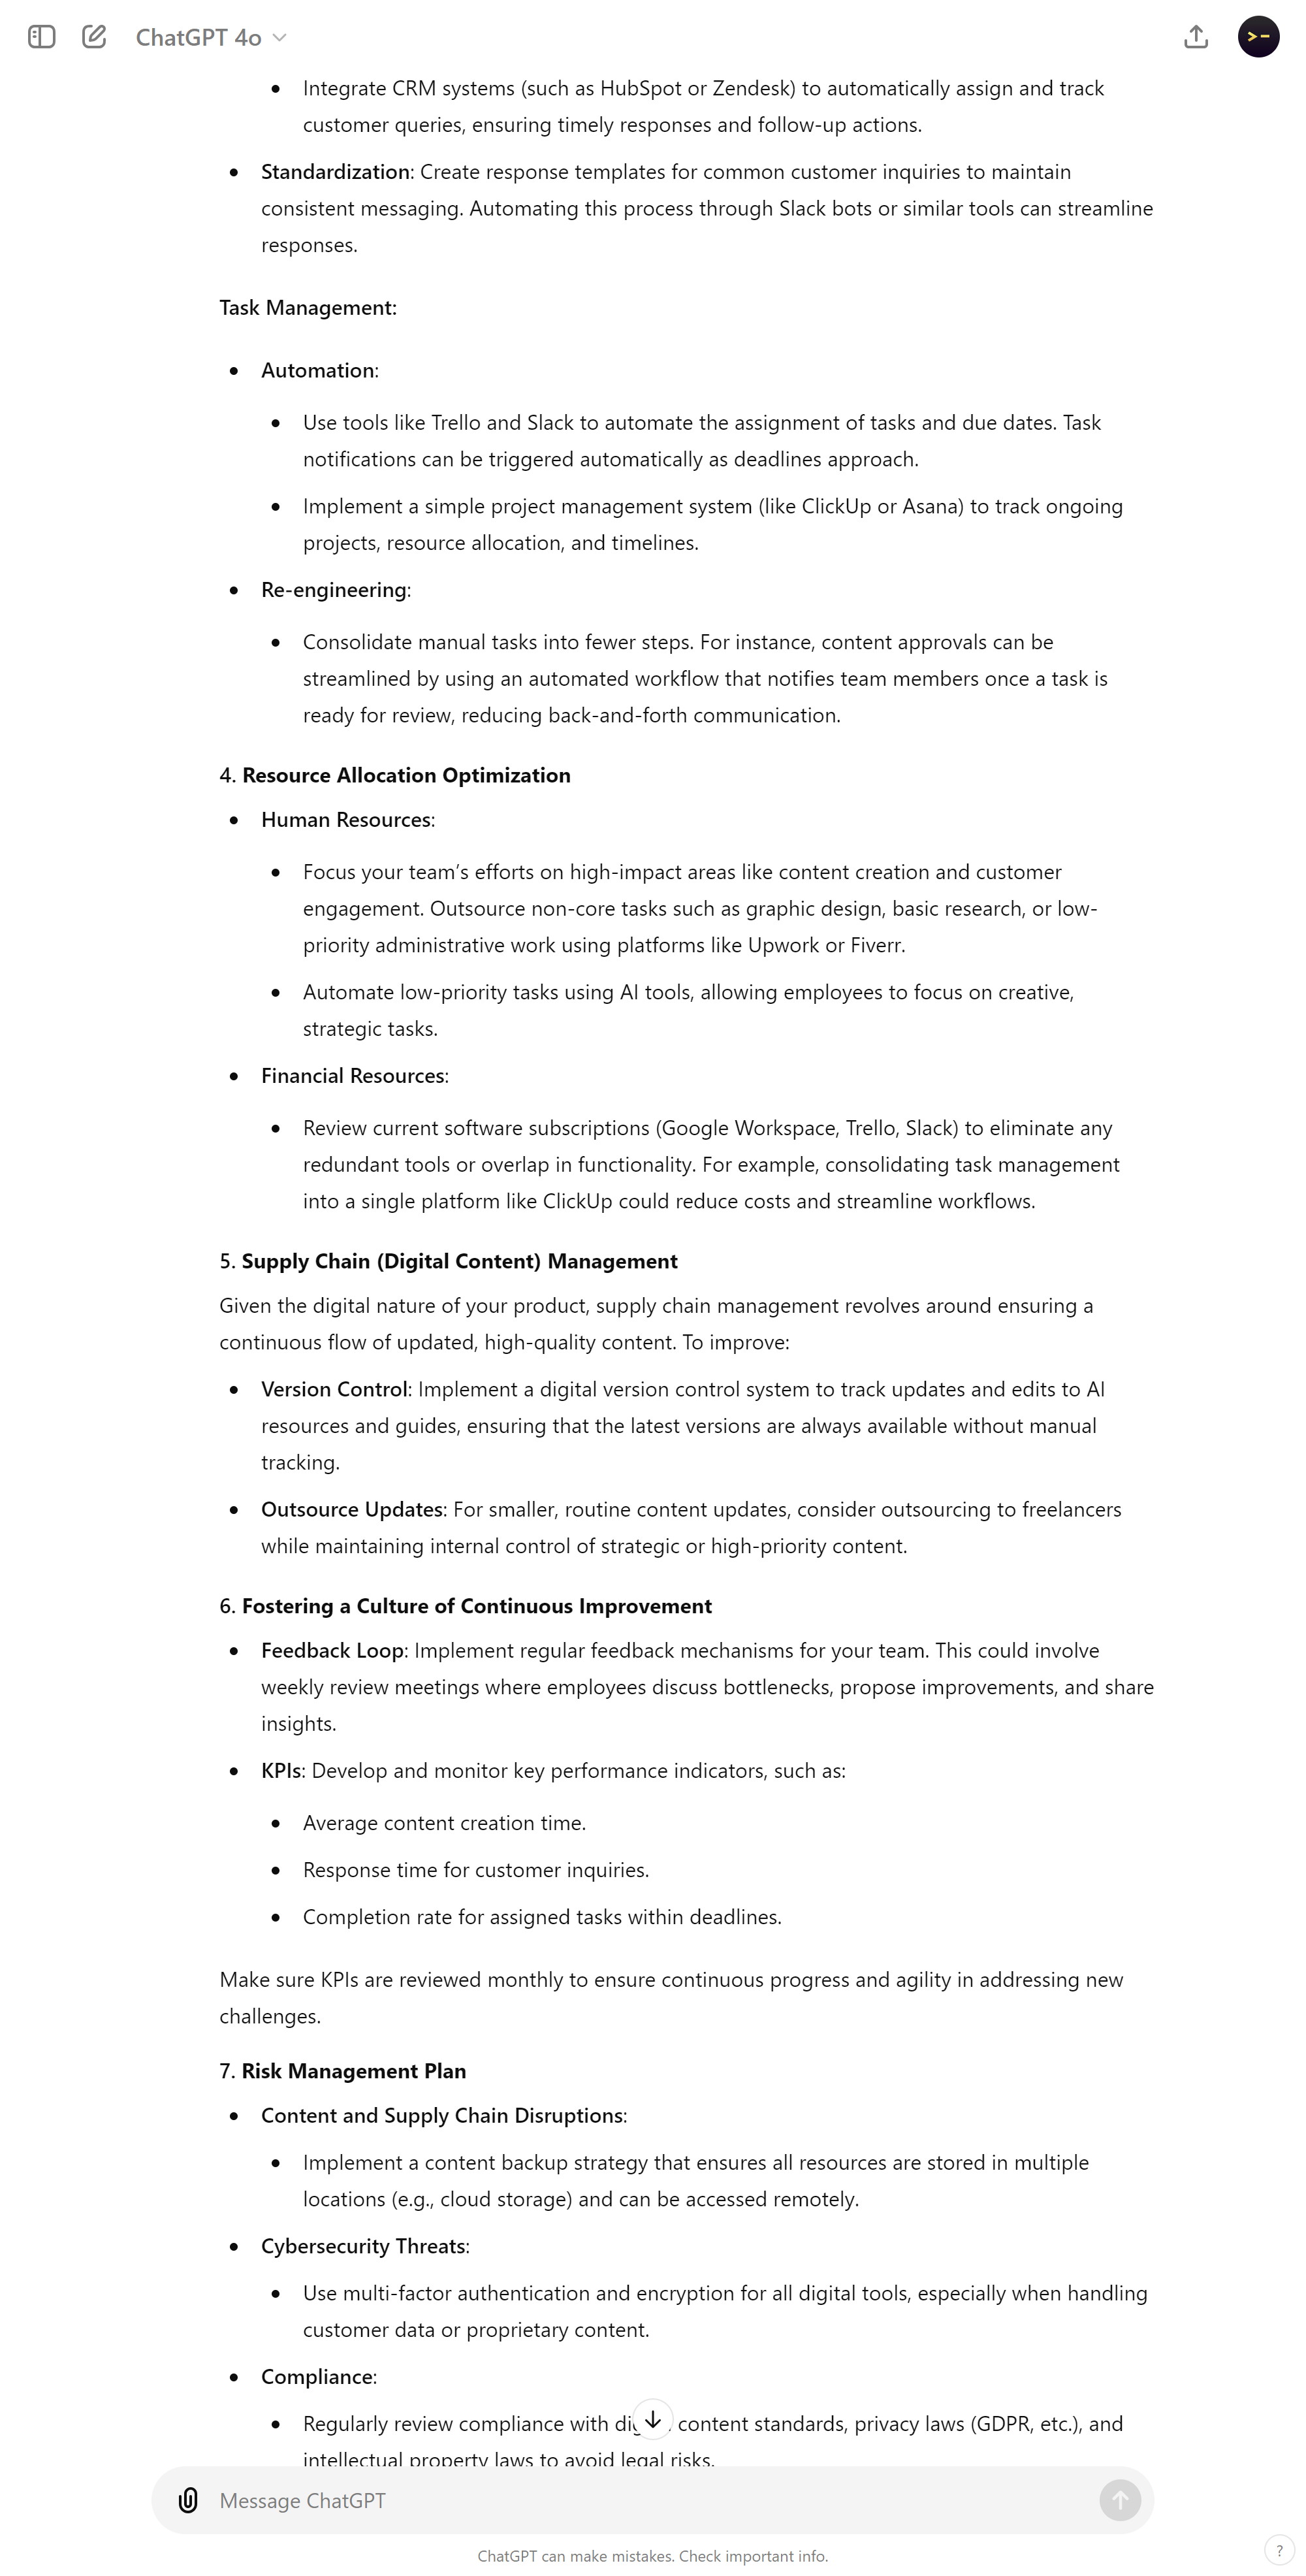 ChatGPT 4o
Integrate CRM systems (such as HubSpot or Zendesk) to automatically assign and track
customer queries, ensuring timely responses and follow-up actions.
Standardization: Create response templates for common customer inquiries to maintain
consistent messaging. Automating this process through Slack bots or similar tools can streamline
responses.
Task Management:
Automation:
Use tools like Trello and Slack to automate the assignment of tasks and due dates. Task
notifications can be triggered automatically as deadlines approach.
Implement a simple project management system (like ClickUp or Asana) to track ongoing
projects, resource allocation, and timelines.
Re-engineering:
Consolidate manual tasks into fewer steps. For instance, content approvals can be
streamlined by using an automated workflow that notifies team members once a task is
ready for review, reducing back-and-forth communication.
4. Resource Allocation Optimization
Human Resources:
Focus your team’s efforts on high-impact areas like content creation and customer
engagement. Outsource non-core tasks such as graphic design, basic research, or low-
priority administrative work using platforms like Upwork or Fiverr.
Automate low-priority tasks using AI tools, allowing employees to focus on creative,
strategic tasks.
Financial Resources:
Review current software subscriptions (Google Workspace, Trello, Slack) to eliminate any
redundant tools or overlap in functionality. For example, consolidating task management
into a single platform like ClickUp could reduce costs and streamline workflows.
5. Supply Chain (Digital Content) Management
Given the digital nature of your product, supply chain management revolves around ensuring a
continuous flow of updated, high-quality content. To improve:
Version Control: Implement a digital version control system to track updates and edits to AI
resources and guides, ensuring that the latest versions are always available without manual
tracking.
Outsource Updates: For smaller, routine content updates, consider outsourcing to freelancers
while maintaining internal control of strategic or high-priority content.
6. Fostering a Culture of Continuous Improvement
Feedback Loop: Implement regular feedback mechanisms for your team. This could involve
weekly review meetings where employees discuss bottlenecks, propose improvements, and share
insights.
KPIs: Develop and monitor key performance indicators, such as:
Average content creation time.
Response time for customer inquiries.
Completion rate for assigned tasks within deadlines.
Make sure KPIs are reviewed monthly to ensure continuous progress and agility in addressing new
challenges.
7. Risk Management Plan
Content and Supply Chain Disruptions:
Implement a content backup strategy that ensures all resources are stored in multiple
locations (e.g., cloud storage) and can be accessed remotely.
Cybersecurity Threats:
Use multi-factor authentication and encryption for all digital tools, especially when handling
customer data or proprietary content.
Compliance:
Regularly review compliance with content standards, privacy laws (GDPR, etc.), and
intellectual property laws to avoid legal risks.
Message ChatGPT
ChatGPT can make mistakes. Check important info.
?